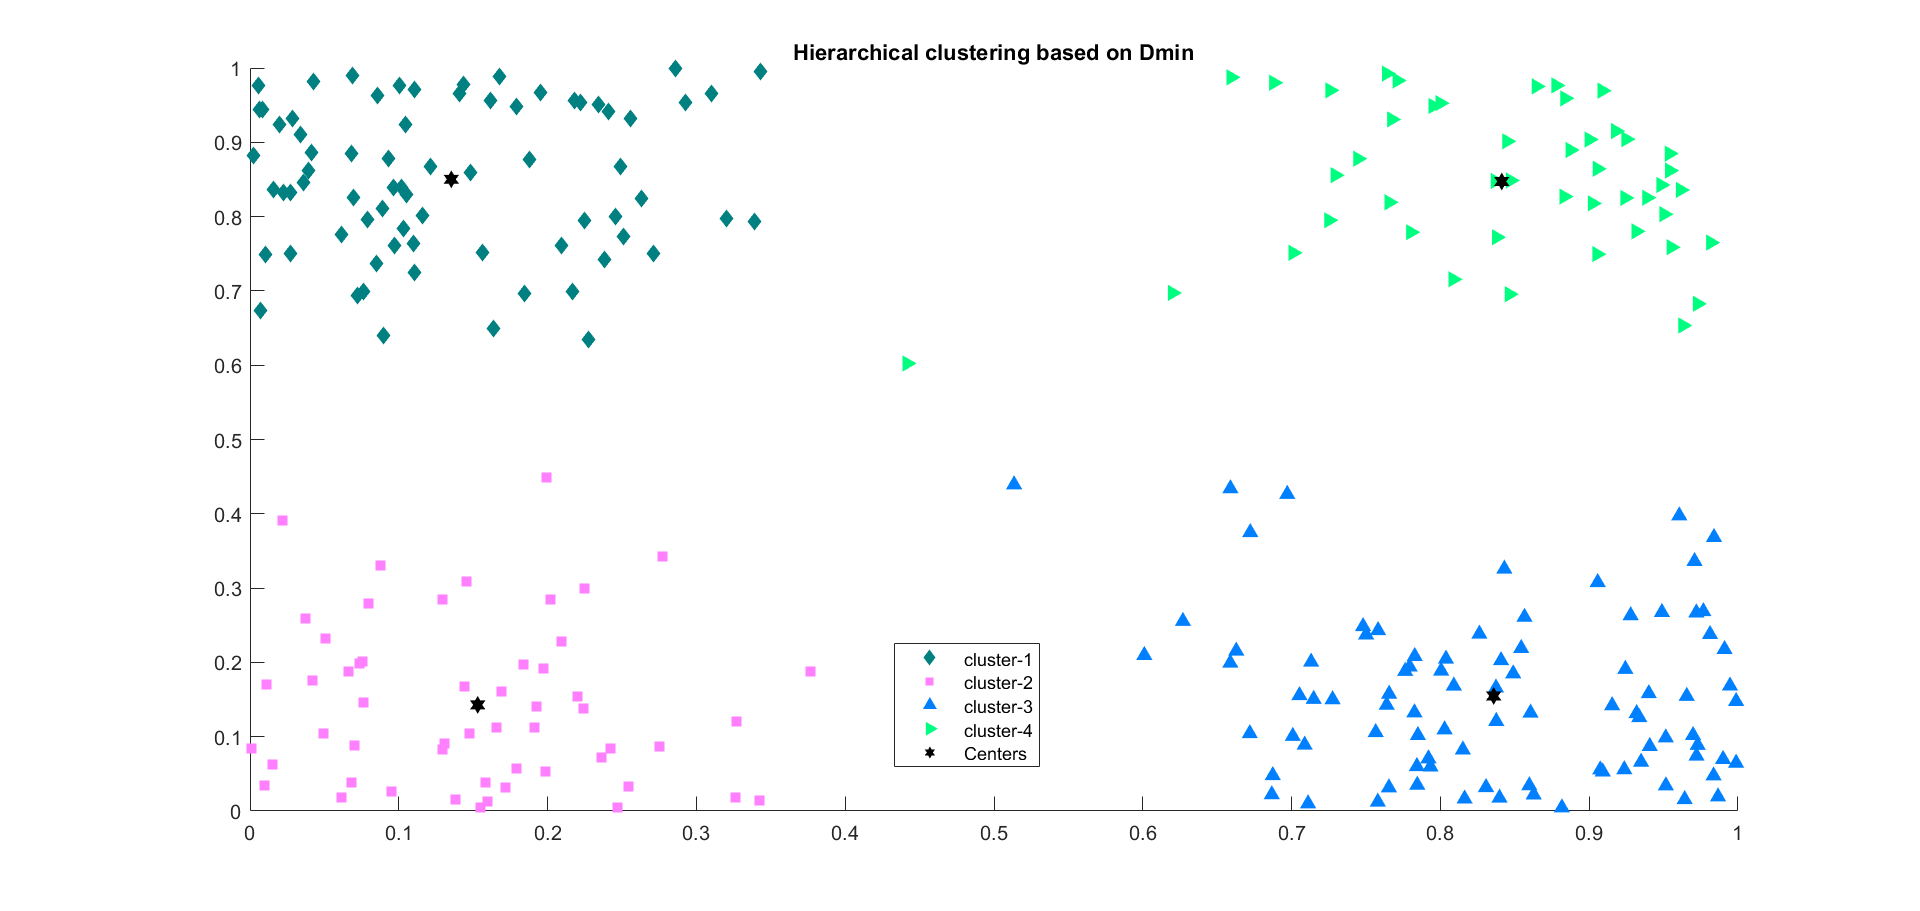 Hierarchical clustering based on Dmin
1
0.9
0.8
0.7
0.6
0.5
0.4
0.3
0.2
0.1
0
cluster-1
cluster-2
cluster-3
cluster-4
Centers
0 0.1 0.2 0.3 0.4 0.5 0.6 0.7 0.8 0.9 1